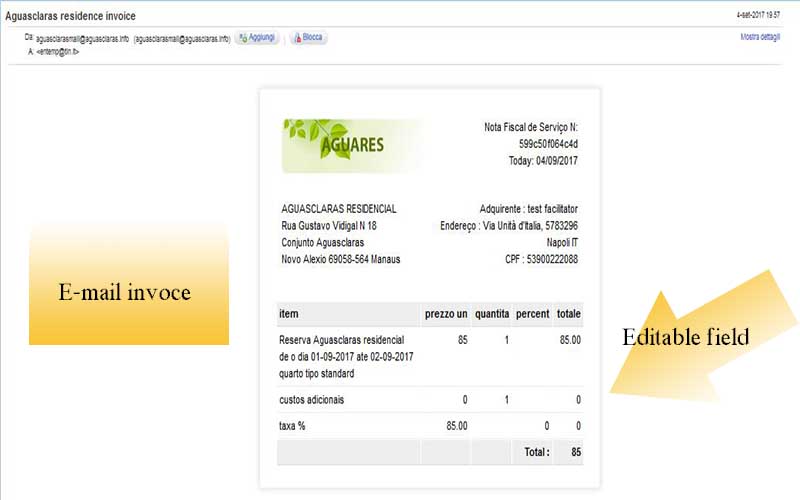 Aguasclaras residence invoice
4-set-2017 19.57
Da: aguasclarasmail@aguasclaras.info (aguasclarasmail@aguasclaras.info) Aggiungi Blocca
Mostra dettagli
A: <entemp@tin.it>
AGUARES
Nota Fiscal de Serviço N:
599c50f064c4d
Today: 04/09/2017
AGUASCLARAS RESIDENCIAL
Rua Gustavo Vidigal N 18
Conjunto Aguasclaras
Novo Alexio 69058-564 Manaus
Adquirente : test facilitator
Endereço : Via Unità d'Italia, 5783296
Napoli IT
CPF : 53900222088
E-mail invoce
Editable field
item prezzo un quantita percent totale
Reserva Aguasclaras residencial 85 1 85.00
de o dia 01-09-2017 ate 02-09-2017
quarto tipo standard
custos adicionais 0 1 0
taxa % 85.00 0 0
Total : 85